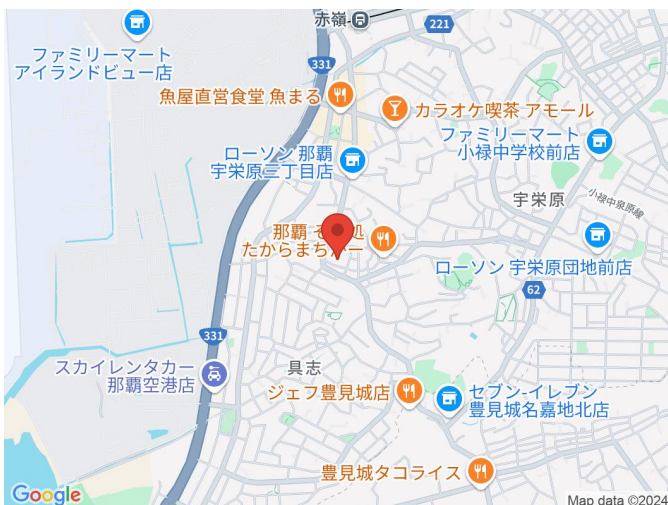 赤嶺
221
ファミリーマート
アイランドビュー店
331
魚屋直営食堂 魚まる
カラオケ喫茶 アモール
ファミリーマート
小禄中学校前店
ローソン 那覇
宇栄原三丁目店
宇栄原
小禄中泉原線
那覇 そ
処
たからまち
ー
ローソン 宇栄原団地前店
62
331
スカイレンタカー
那覇空港店
具志
ジェフ豊見城店
セブン-イレブン
豊見城名嘉地北店
豊見城タコライス
Google
Map data ©2024